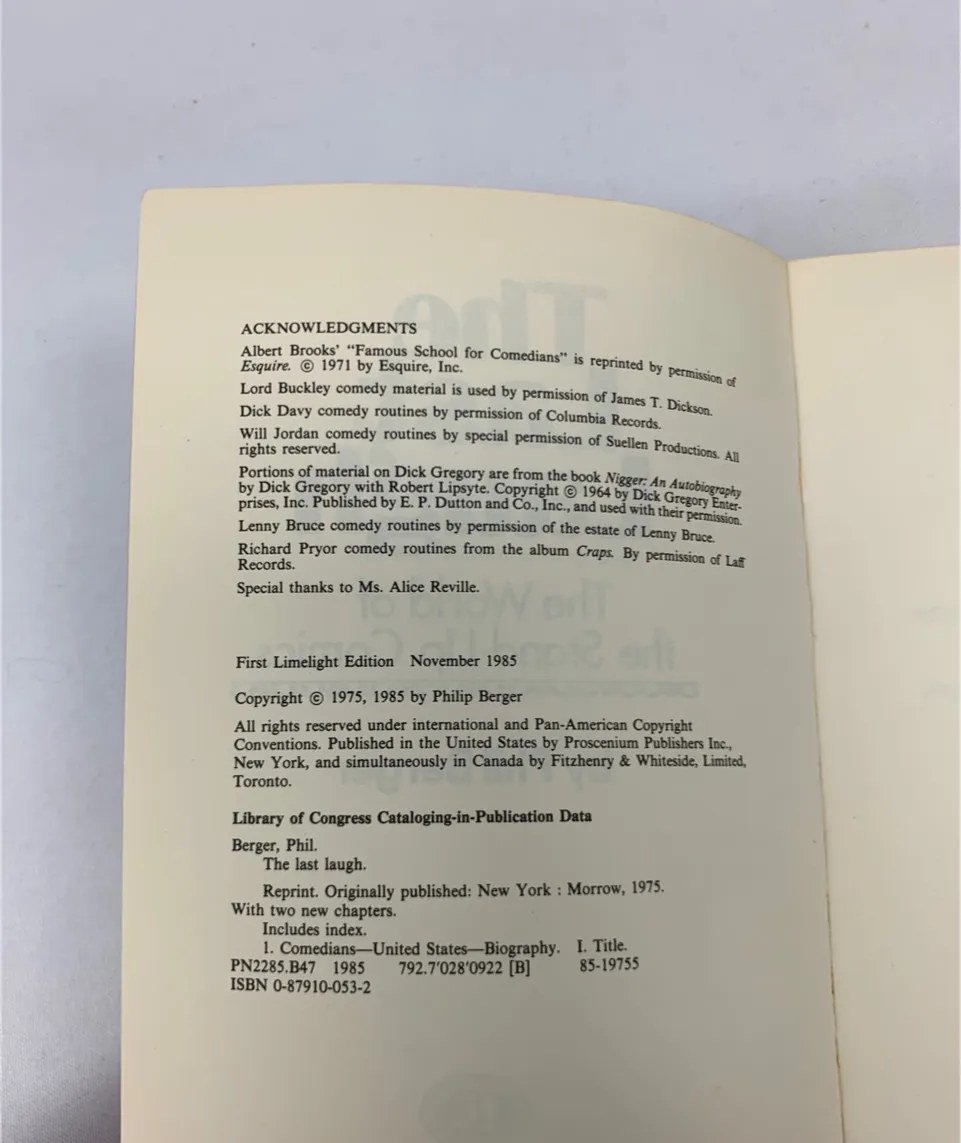 ACKNOWLEDGMENTS
Albert Brooks' "Famous School for Comedians" is reprinted by permission of
Esquire. © 1971 by Esquire, Inc.
Lord Buckley comedy material is used by permission of James T. Dickson.
Dick Davy comedy routines by permission of Columbia Records.
Will Jordan comedy routines by special permission of Suellen Productions. All
rights reserved.
Portions of material on Dick Gregory are from the book Nigger: An Autobiography
by Dick Gregory with Robert Lipsyte. Copyright © 1964 by Dick Gregory Enter-
prises, Inc. Published by E. P. Dutton and Co., Inc., and used with their permission.
Lenny Bruce comedy routines by permission of the estate of Lenny Bruce.
Richard Pryor comedy routines from the album Craps. By permission of Laff
Records.
Special thanks to Ms. Alice Reville.
First Limelight Edition November 1985
Copyright © 1975, 1985 by Philip Berger
All rights reserved under international and Pan-American Copyright
Conventions. Published in the United States by Proscenium Publishers Inc.,
New York, and simultaneously in Canada by Fitzhenry & Whiteside, Limited,
Toronto.
Library of Congress Cataloging-in-Publication Data
Berger, Phil.
The last laugh.
Reprint. Originally published: New York : Morrow, 1975.
With two new chapters.
Includes index.
1. Comedians—United States—Biography. I. Title.
PN2285.B47 1985 792.7'028'0922 [B] 85-19755
ISBN 0-87910-053-2